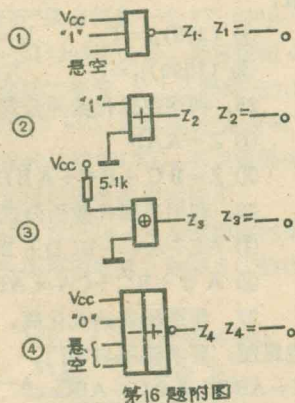 Vcc
"1"
① Z₁. Z₁=—。
悬空
② "1" + Z₂ Z₂=—。
Vcc
5.1k
③ ⊕ Z₃ Z₃=—。
Vcc
"0"
④ + Z₄ Z₄=—。
悬
空
第16题附图